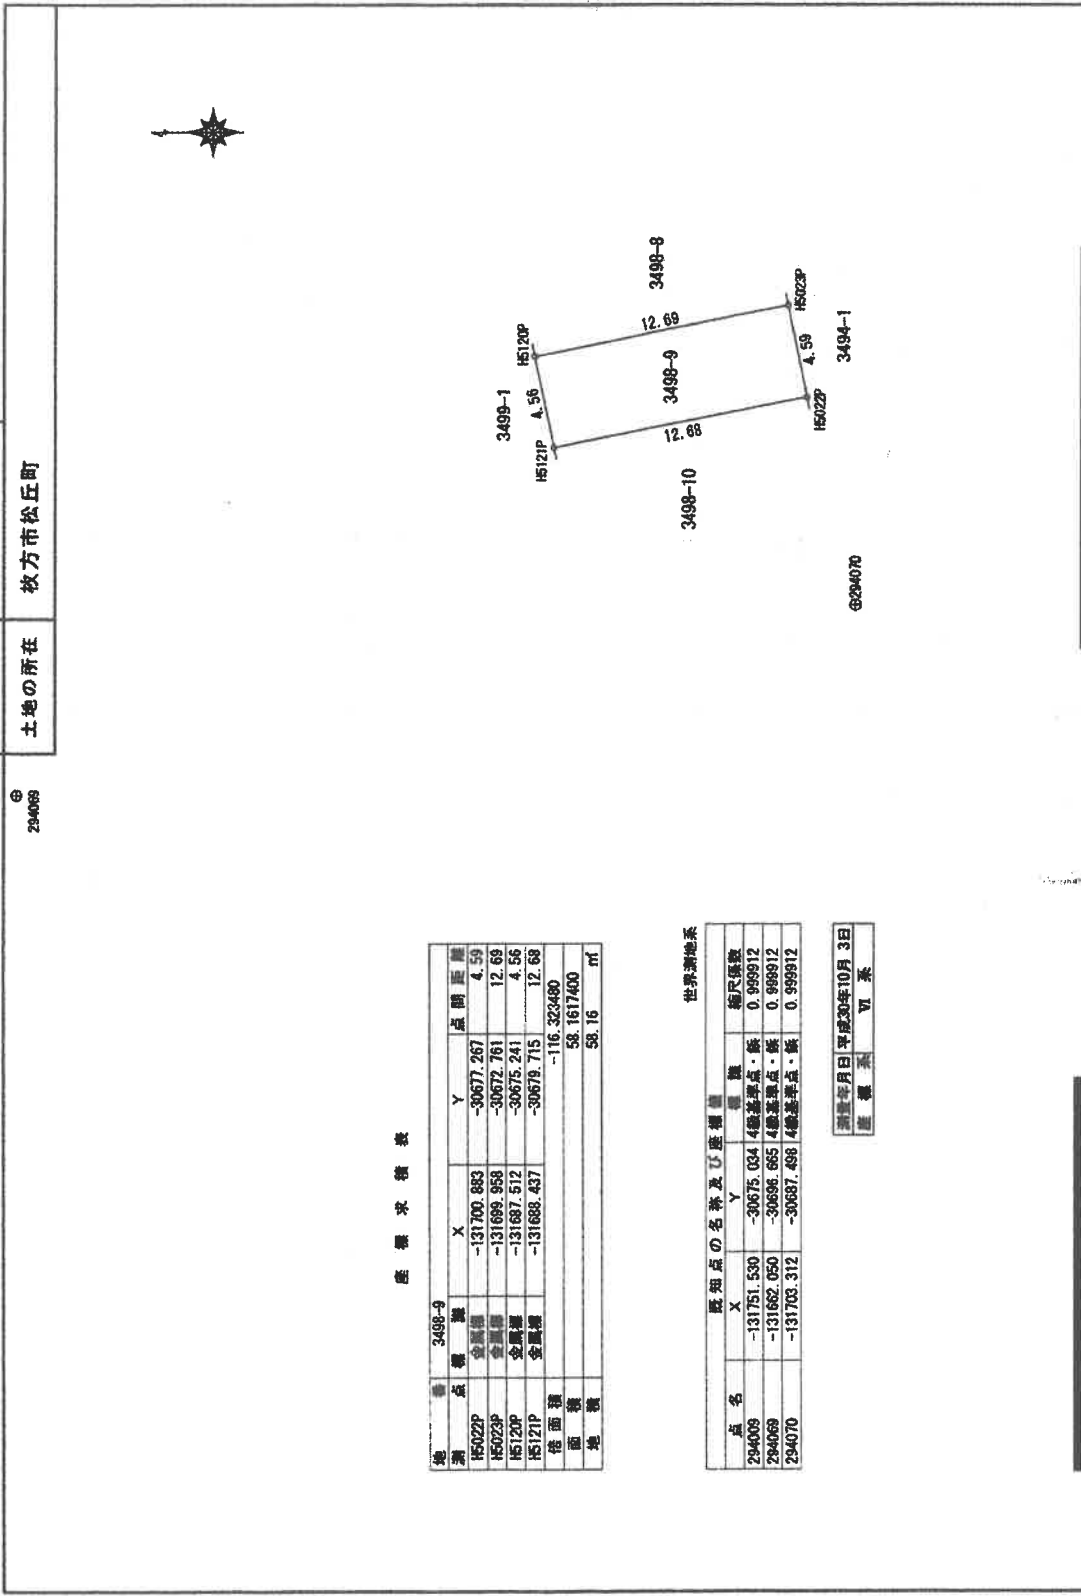 土地の所在 枚方市松丘町
⊕
294069
座標求積表
地番 3498-9
測点 標識 X Y 点間距離
H5022P 金属標 -131700.883 -30677.267 4.59
H5023P 金属標 -131699.958 -30672.761 12.69
H5120P 金属標 -131687.512 -30675.241 4.56
H5121P 金属標 -131688.437 -30679.715 12.68
倍面積 -116.323480
面積 58.1617400
地積 58.16 ㎡
世界測地系
既知点の名称及び座標値
点名 X Y 標識 縮尺係数
294009 -131751.530 -30675.034 4級基準点・鋲 0.999912
294069 -131662.050 -30696.665 4級基準点・鋲 0.999912
294070 -131703.312 -30687.498 4級基準点・鋲 0.999912
測量年月日 平成30年10月 3日
座標系 Ⅵ 系
3499-1
H5120P
H5121P
4.56
3498-8
12.69
3498-9
12.68
3498-10
H5023P
4.59
H5022P
3494-1
⊕294070